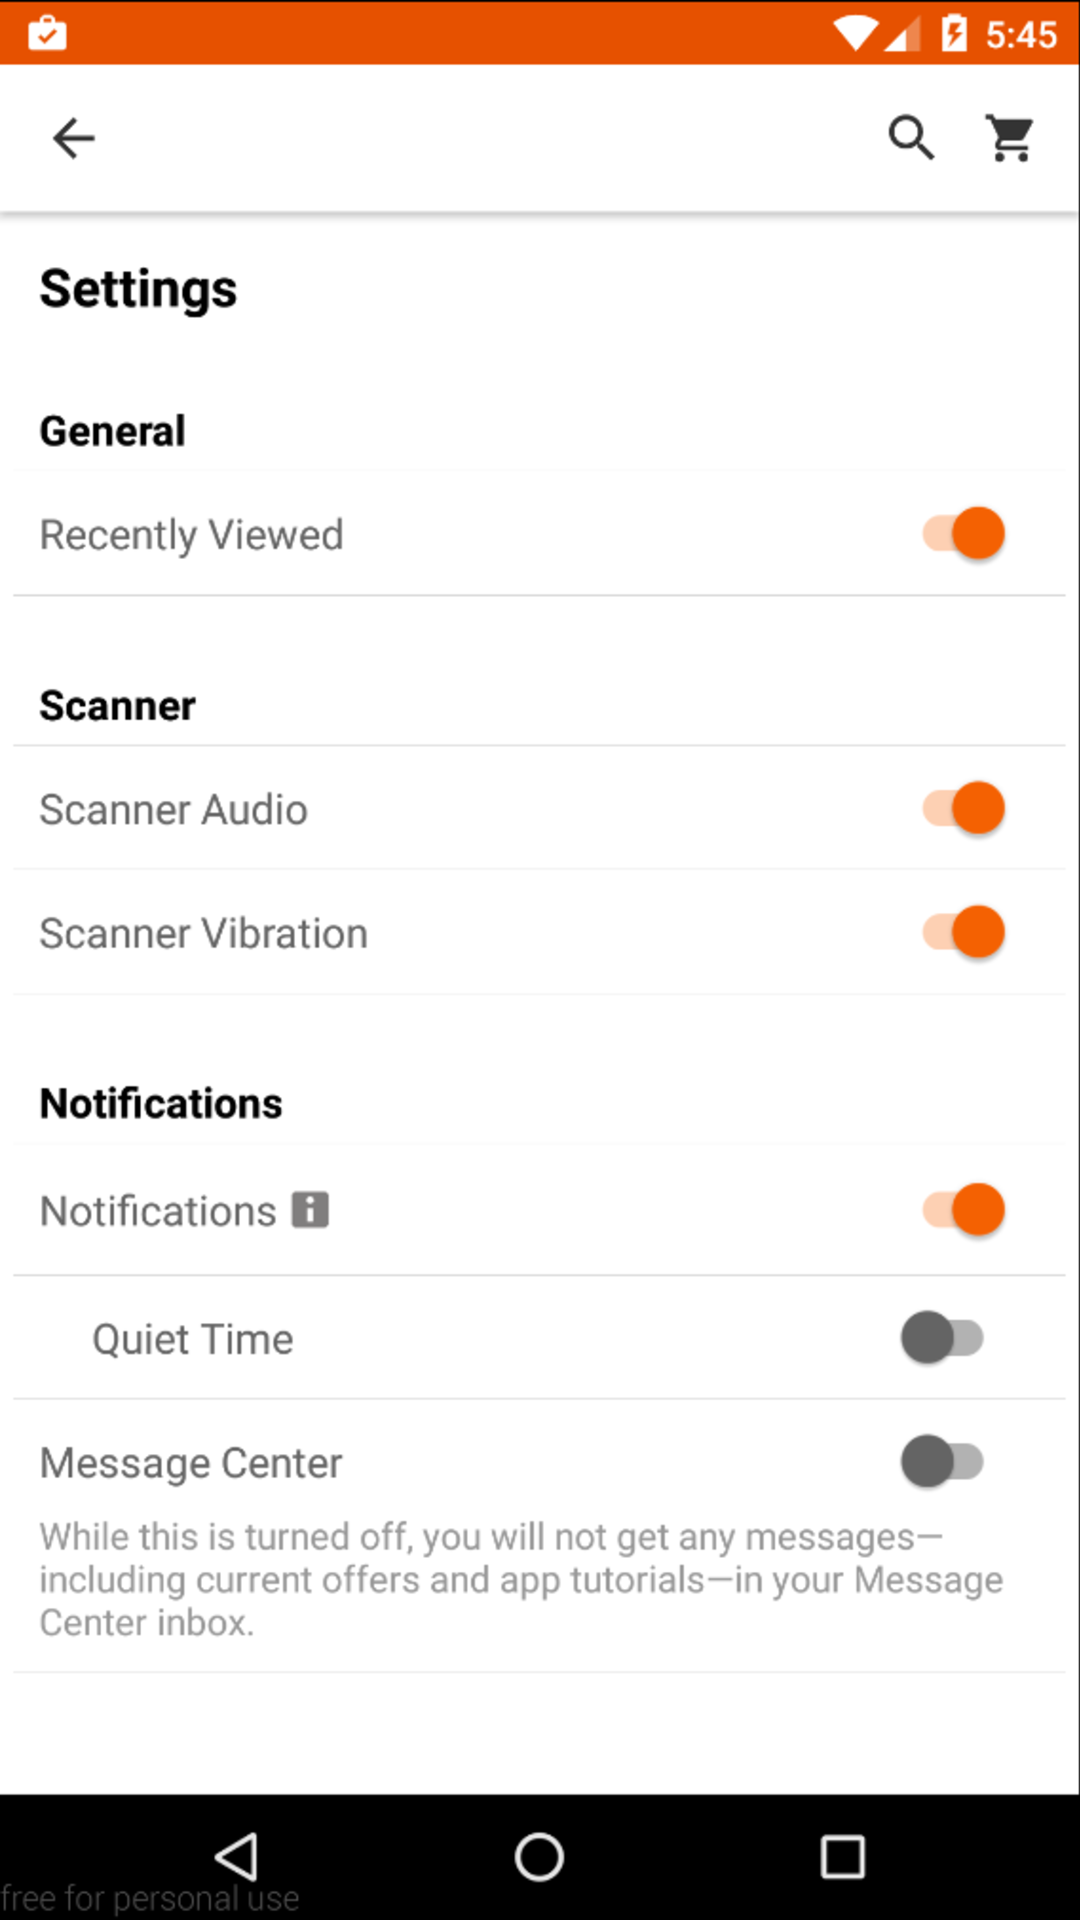 5:45
Settings
General
Recently Viewed
Scanner
Scanner Audio
Scanner Vibration
Notifications
Notifications
Quiet Time
Message Center
While this is turned off, you will not get any messages—
including current offers and app tutorials—in your Message
Center inbox.
free for personal use